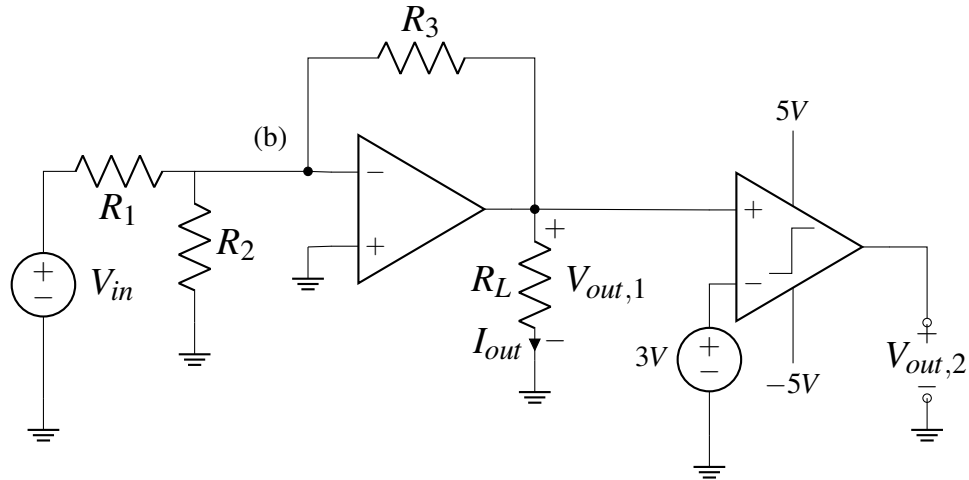 R3
5V
(b)
−
+
R1
R2
+
−
Vin
+
RL
Vout,1
Iout
−
+
−
3V
+
−
−5V
+
Vout,2
−